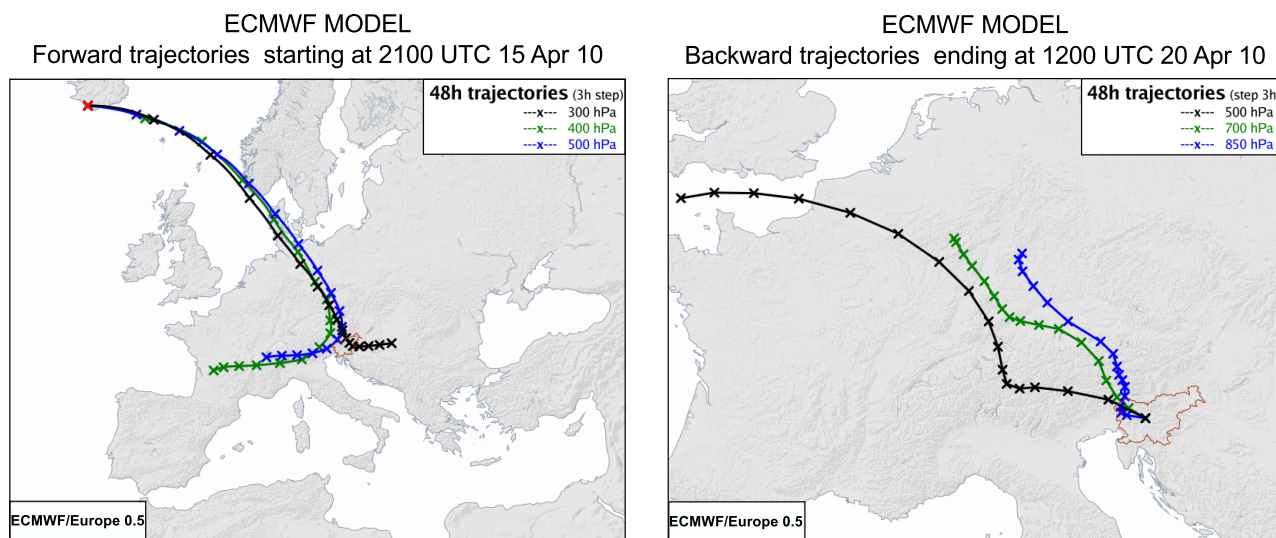 ECMWF MODEL
Forward trajectories starting at 2100 UTC 15 Apr 10
48h trajectories (3h step)
---x--- 300 hPa
---x--- 400 hPa
---x--- 500 hPa
ECMWF/Europe 0.5
ECMWF MODEL
Backward trajectories ending at 1200 UTC 20 Apr 10
48h trajectories (step 3h
---x--- 500 hPa
---x--- 700 hPa
---x--- 850 hPa
ECMWF/Europe 0.5